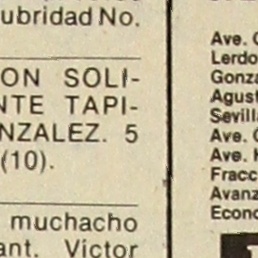 ubridad No.
ON SOLI-
NTE TAPI-
NZALEZ. 5
(10).
muchacho
ant. Victor
Ave.
Lerdo
Gonza
Agust
Sevill
Ave.
Ave.
Fracc
Avanz
Econo